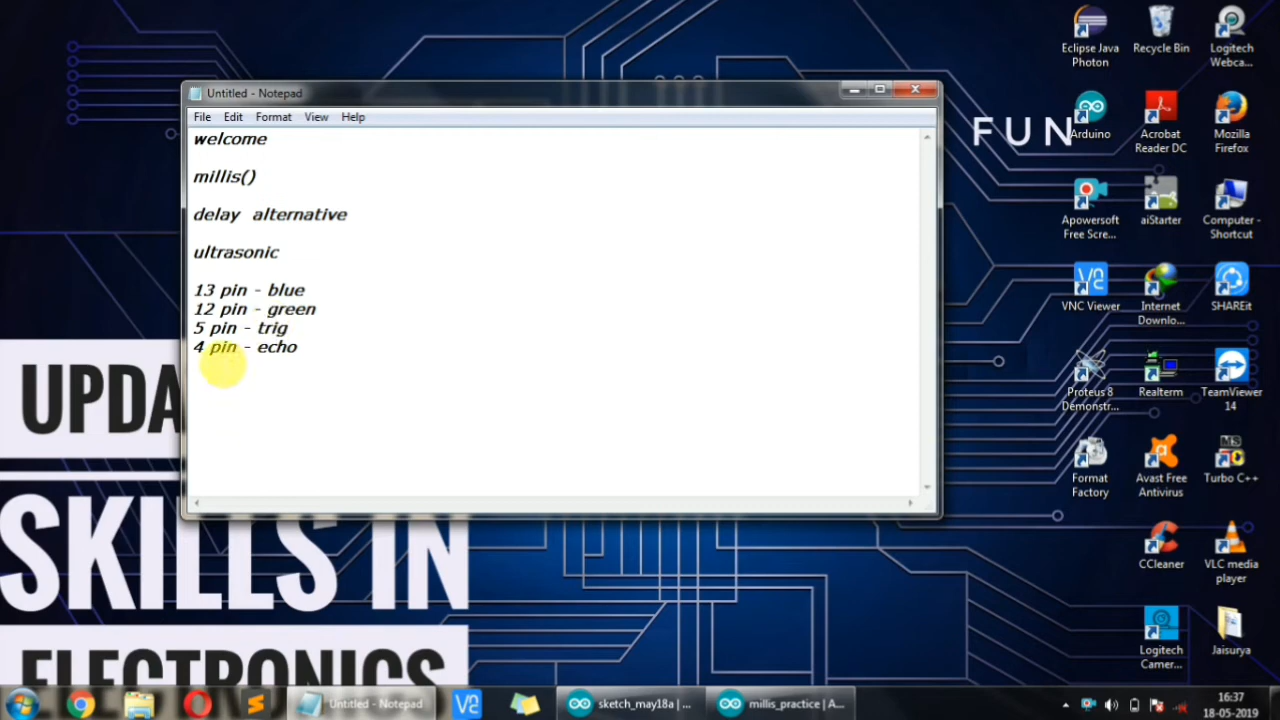 FUN
UPDA
SKILLS IN
ELECTRONICS
Untitled - Notepad
File Edit Format View Help
welcome
millis()
delay alternative
ultrasonic
13 pin - blue
12 pin - green
5 pin - trig
4 pin - echo
Eclipse Java Photon
Recycle Bin
Logitech Webca...
Arduino
Acrobat Reader DC
Mozilla Firefox
Apowersoft Free Scre...
aiStarter
Computer - Shortcut
VNC Viewer
Internet Downlo...
SHAREit
Proteus 8 Demonstr...
Realterm
TeamViewer 14
Format Factory
Avast Free Antivirus
MS
Turbo C++
CCleaner
VLC media player
Logitech Camer...
Jaisurya
Untitled - Notepad
sketch_may18a | ...
millis_practice | A...
16:37
18-05-2019